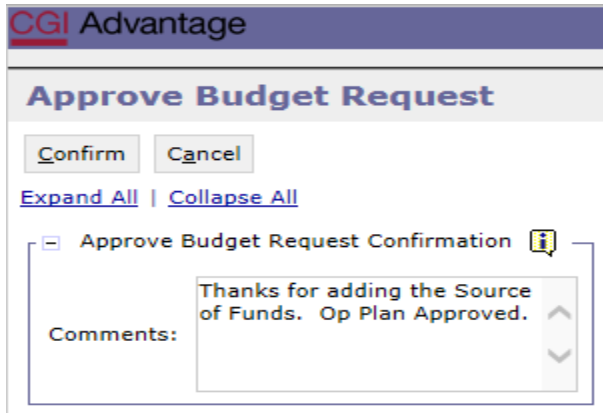 CGI Advantage
Approve Budget Request
Confirm Cancel
Expand All | Collapse All
Approve Budget Request Confirmation
Comments:
Thanks for adding the Source
of Funds.  Op Plan Approved.